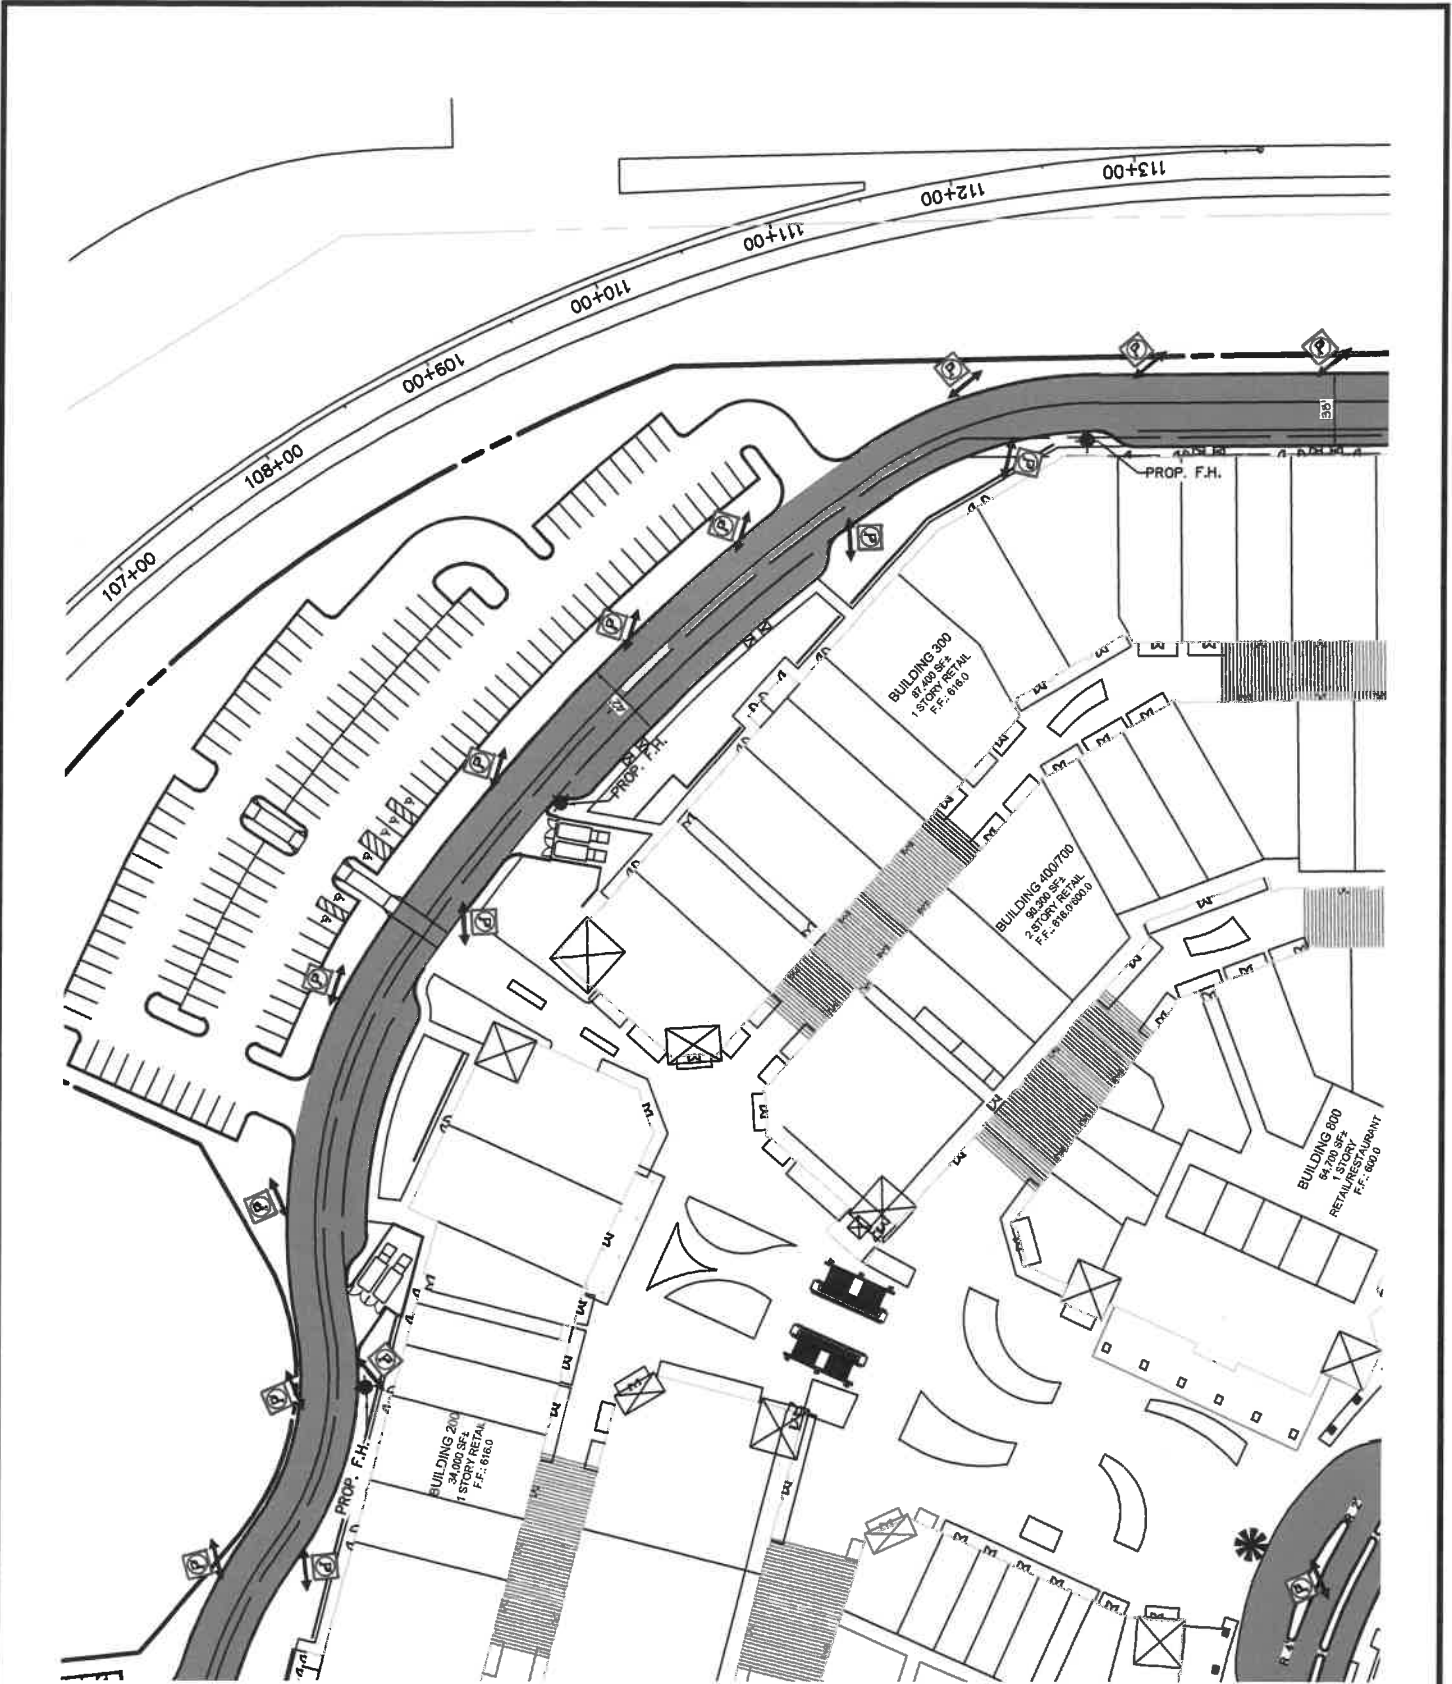 113+00
112+00
111+00
110+00
109+00
108+00
107+00
38'
PROP. F.H.
BUILDING 300
87,400 SF±
1 STORY RETAIL
F.F.: 616.0
PROP. F.H.
BUILDING 400/700
90,300 SF±
2 STORY RETAIL
F.F.: 616.0/600.0
BUILDING 800
54,700 SF±
1 STORY
RETAIL/RESTAURANT
F.F.: 600.0
BUILDING 200
34,000 SF±
1 STORY RETAIL
F.F.: 616.0
PROP. F.H.